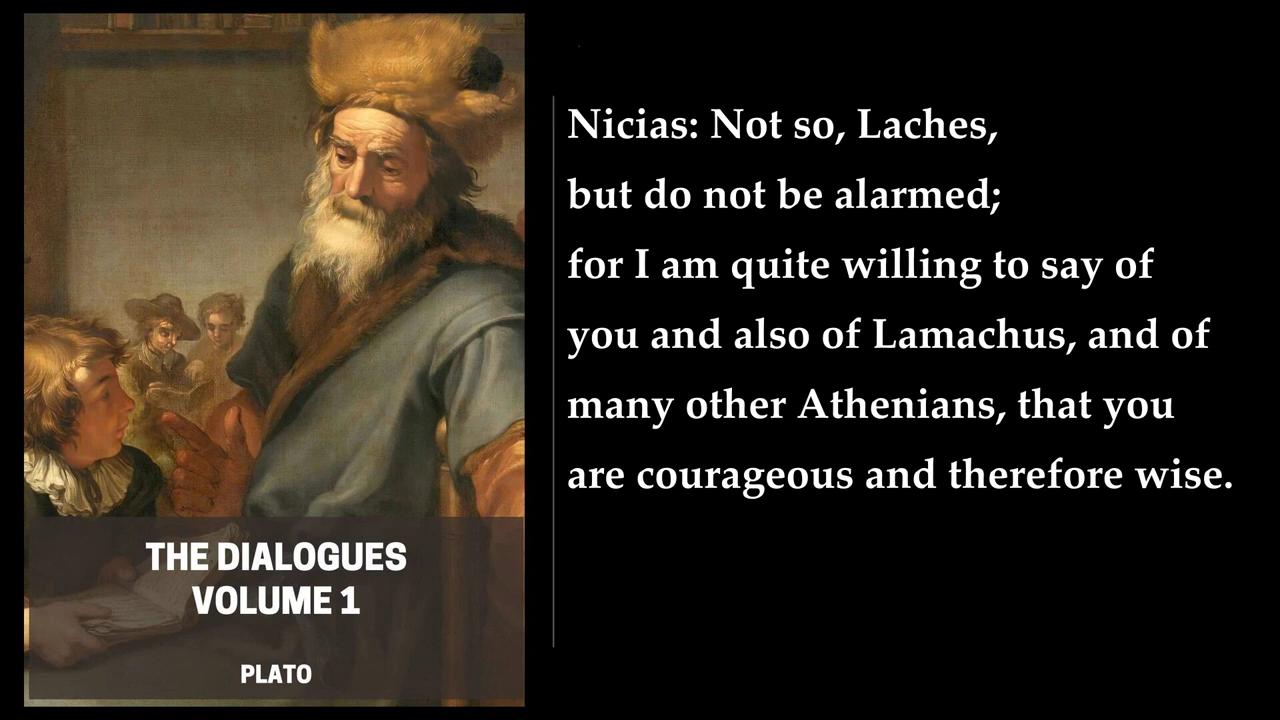 THE DIALOGUES
VOLUME 1
PLATO
Nicias: Not so, Laches,
but do not be alarmed;
for I am quite willing to say of
you and also of Lamachus, and of
many other Athenians, that you
are courageous and therefore wise.